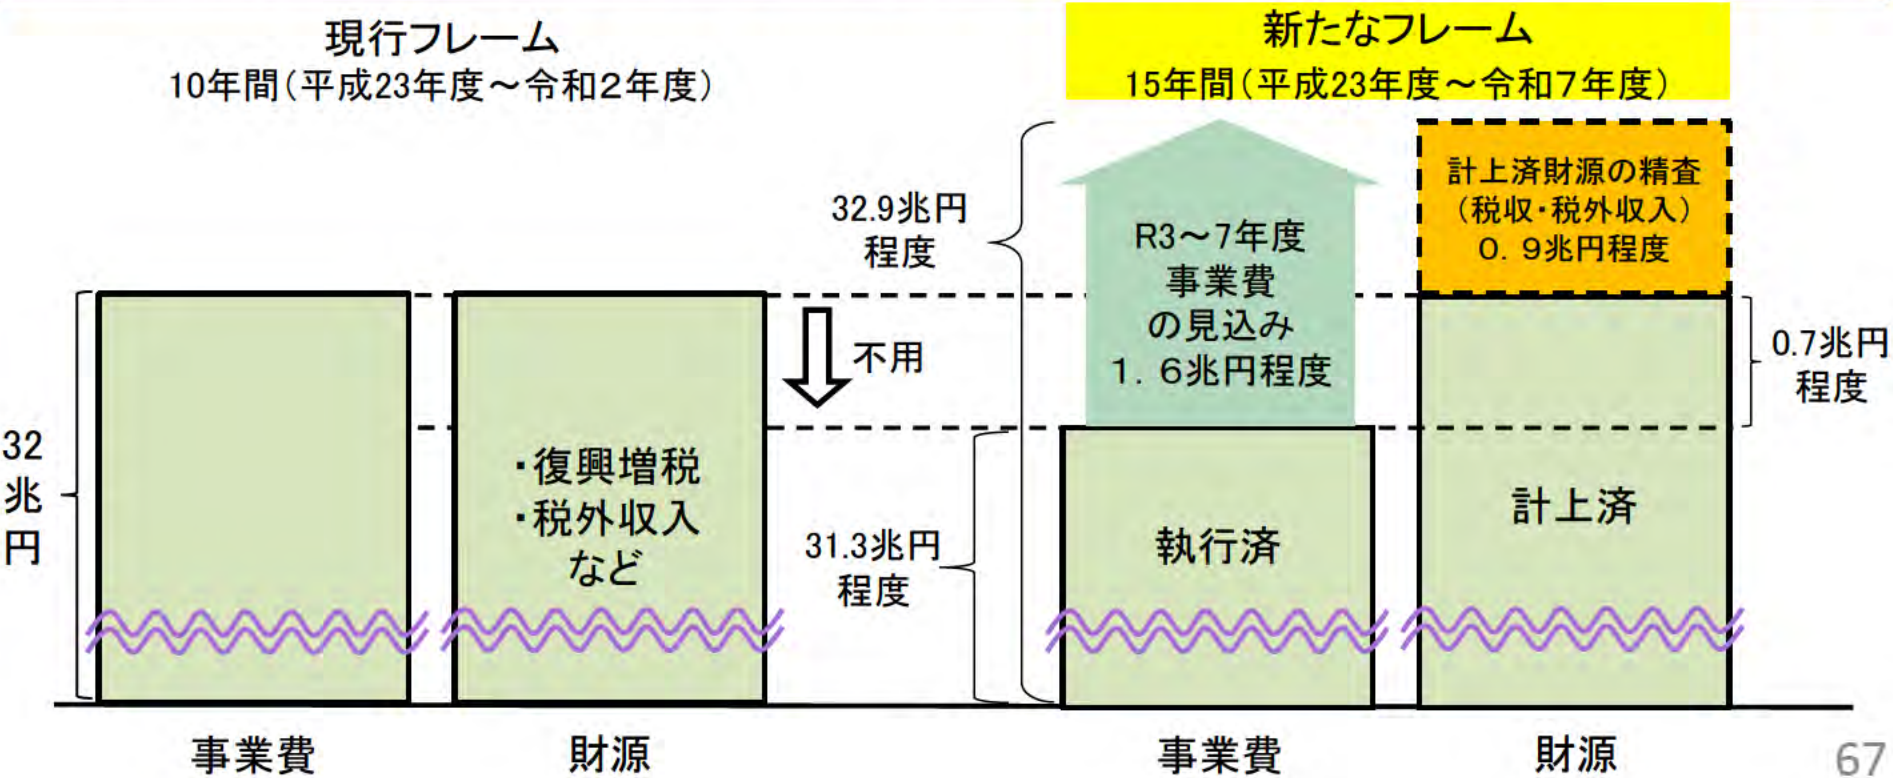 現行フレーム
10年間（平成23年度～令和２年度）
新たなフレーム
15年間（平成23年度～令和７年度）
32
兆
円
・復興増税
・税外収入
など
不用
32.9兆円
程度
31.3兆円
程度
R3～7年度
事業費
の見込み
１．６兆円程度
執行済
計上済財源の精査
（税収・税外収入）
０．９兆円程度
計上済
0.7兆円
程度
事業費
財源
事業費
財源
67